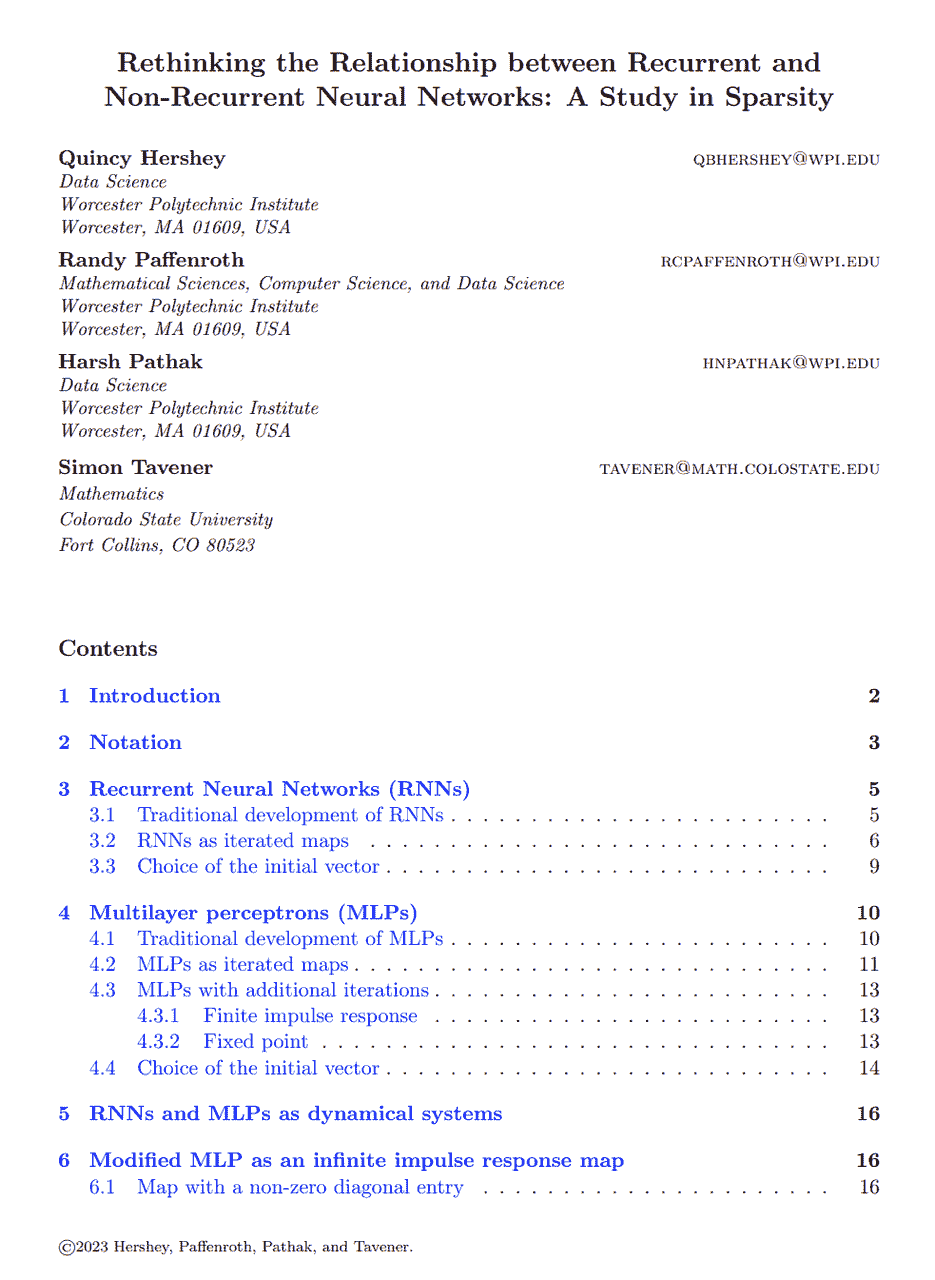 Rethinking the Relationship between Recurrent and
Non-Recurrent Neural Networks: A Study in Sparsity
Quincy Hershey QBHERSHEY@WPI.EDU
Data Science
Worcester Polytechnic Institute
Worcester, MA 01609, USA
Randy Paffenroth RCPAFFENROTH@WPI.EDU
Mathematical Sciences, Computer Science, and Data Science
Worcester Polytechnic Institute
Worcester, MA 01609, USA
Harsh Pathak HNPATHAK@WPI.EDU
Data Science
Worcester Polytechnic Institute
Worcester, MA 01609, USA
Simon Tavener TAVENER@MATH.COLOSTATE.EDU
Mathematics
Colorado State University
Fort Collins, CO 80523
Contents
1 Introduction 2
2 Notation 3
3 Recurrent Neural Networks (RNNs) 5
3.1 Traditional development of RNNs . . . . . . . . . . . . . . . . . . . . . . . . 5
3.2 RNNs as iterated maps . . . . . . . . . . . . . . . . . . . . . . . . . . . . . 6
3.3 Choice of the initial vector . . . . . . . . . . . . . . . . . . . . . . . . . . . . 9
4 Multilayer perceptrons (MLPs) 10
4.1 Traditional development of MLPs . . . . . . . . . . . . . . . . . . . . . . . . 10
4.2 MLPs as iterated maps . . . . . . . . . . . . . . . . . . . . . . . . . . . . . . 11
4.3 MLPs with additional iterations . . . . . . . . . . . . . . . . . . . . . . . . . 13
4.3.1 Finite impulse response . . . . . . . . . . . . . . . . . . . . . . . . . 13
4.3.2 Fixed point . . . . . . . . . . . . . . . . . . . . . . . . . . . . . . . . 13
4.4 Choice of the initial vector . . . . . . . . . . . . . . . . . . . . . . . . . . . . 14
5 RNNs and MLPs as dynamical systems 16
6 Modified MLP as an infinite impulse response map 16
6.1 Map with a non-zero diagonal entry . . . . . . . . . . . . . . . . . . . . . . 16
©2023 Hershey, Paffenroth, Pathak, and Tavener.